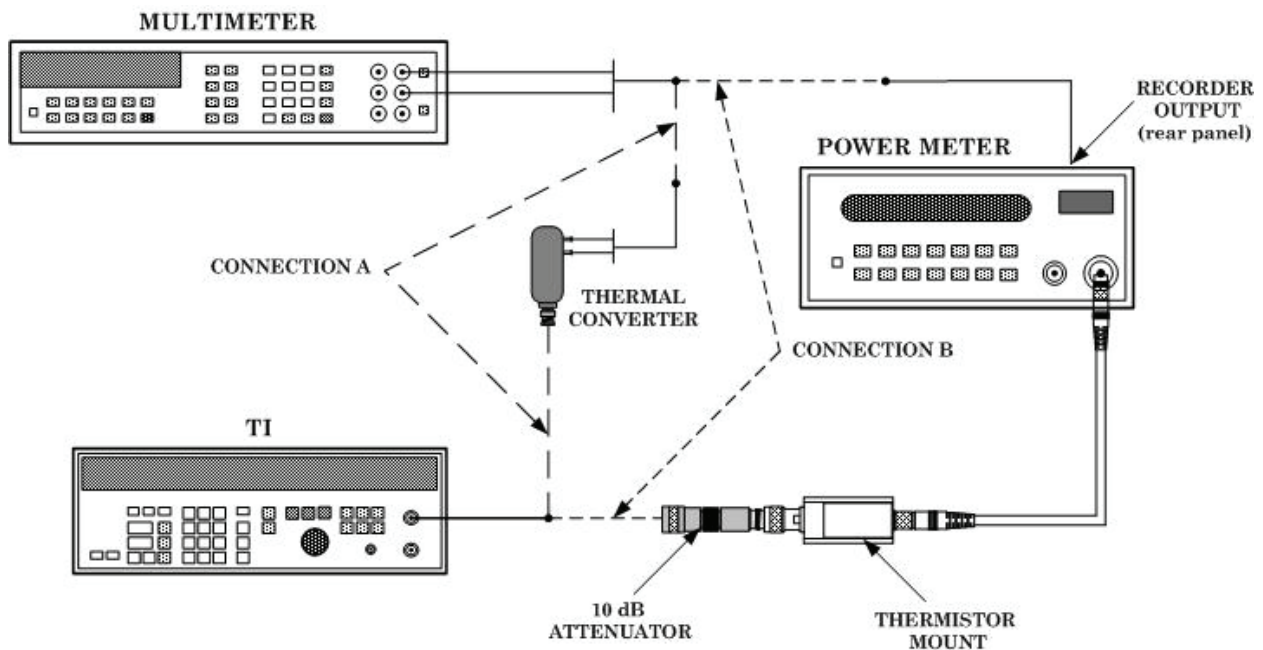 MULTIMETER
RECORDER
OUTPUT
(rear panel)
POWER METER
CONNECTION A
THERMAL
CONVERTER
CONNECTION B
TI
10 dB
ATTENUATOR
THERMISTOR
MOUNT